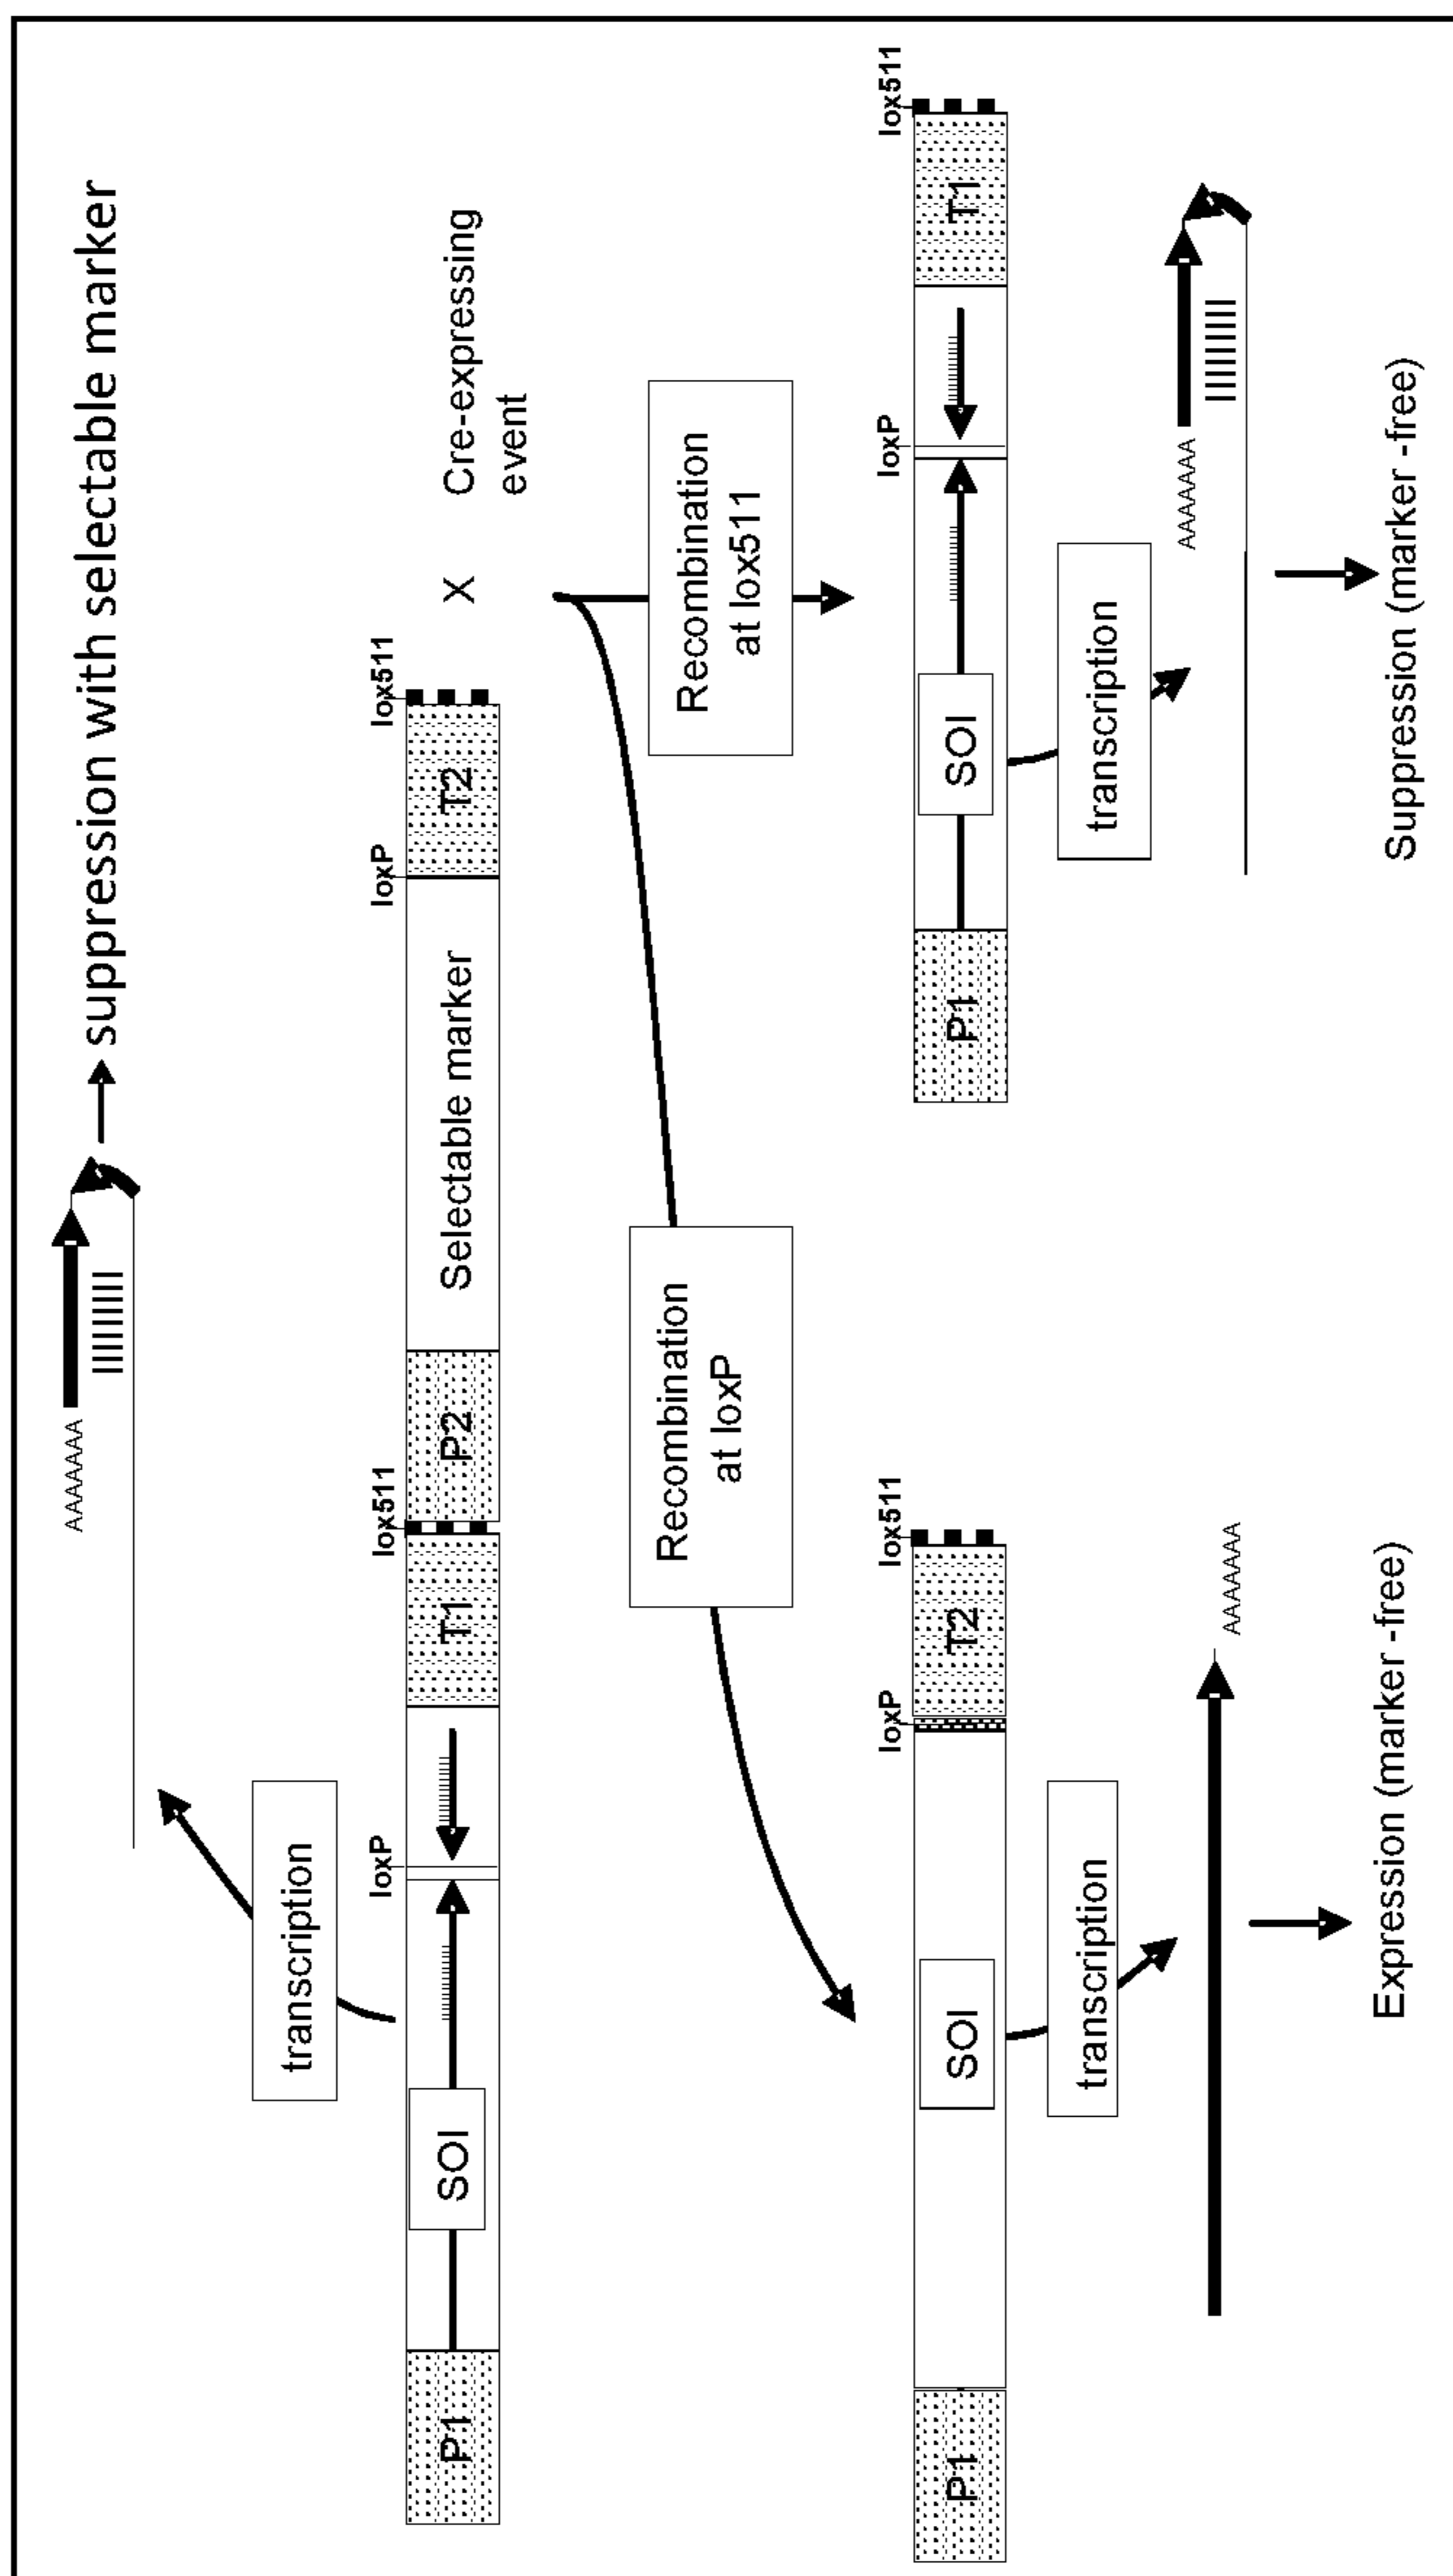 AAAAAAA
suppression with selectable marker
transcription
loxP
lox511
loxP
lox511
P1
SOI
T1
P2
Selectable marker
T2
X
Cre-expressing
event
Recombination
at loxP
Recombination
at lox511
loxP
lox511
P1
SOI
T2
transcription
AAAAAAA
Expression (marker -free)
loxP
lox511
P1
SOI
T1
transcription
AAAAAAA
Suppression (marker -free)